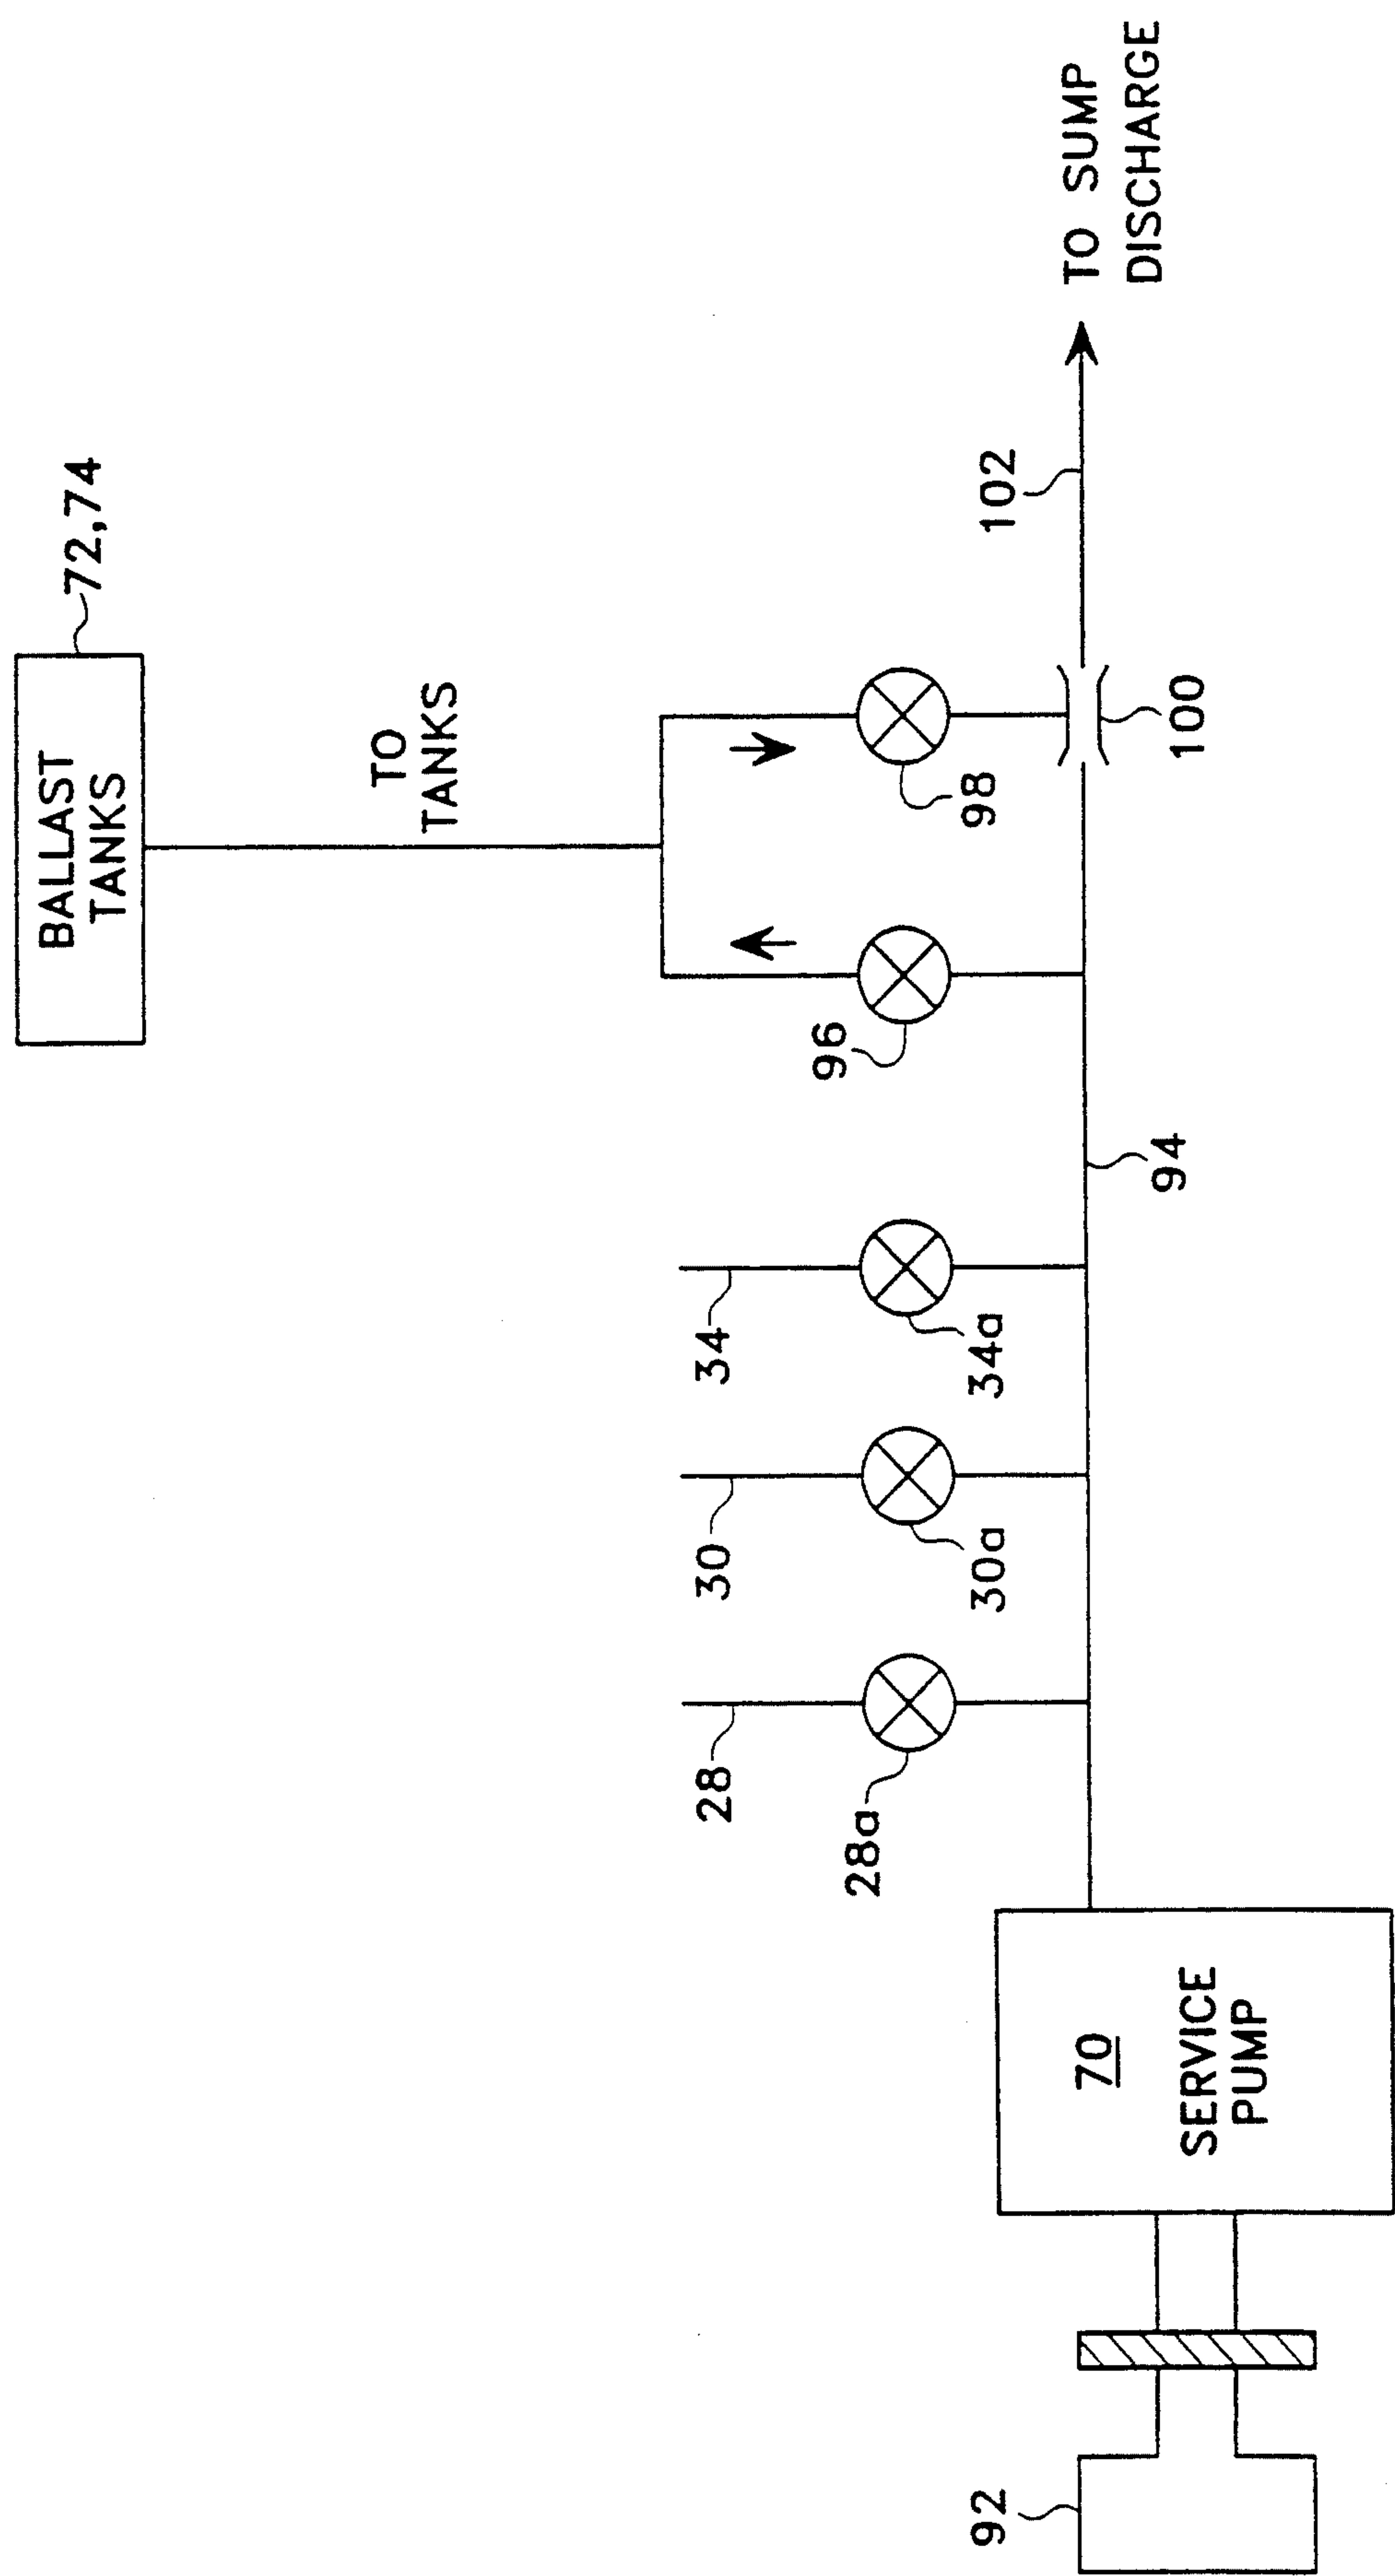 BALLAST
TANKS
72,74
TO
TANKS
34
30
28
96
98
34a
30a
28a
102
TO SUMP
DISCHARGE
94
100
92
70
SERVICE
PUMP